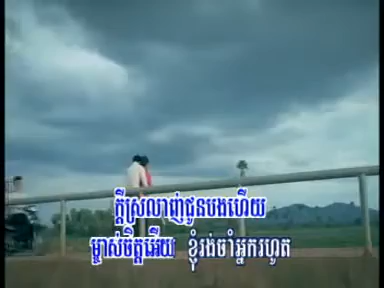 ក្ដីស្រលាញ់ជូនបងហើយ
ម្ចាស់ចិត្តអើយ ខ្ញុំរង់ចាំអ្នករហូត